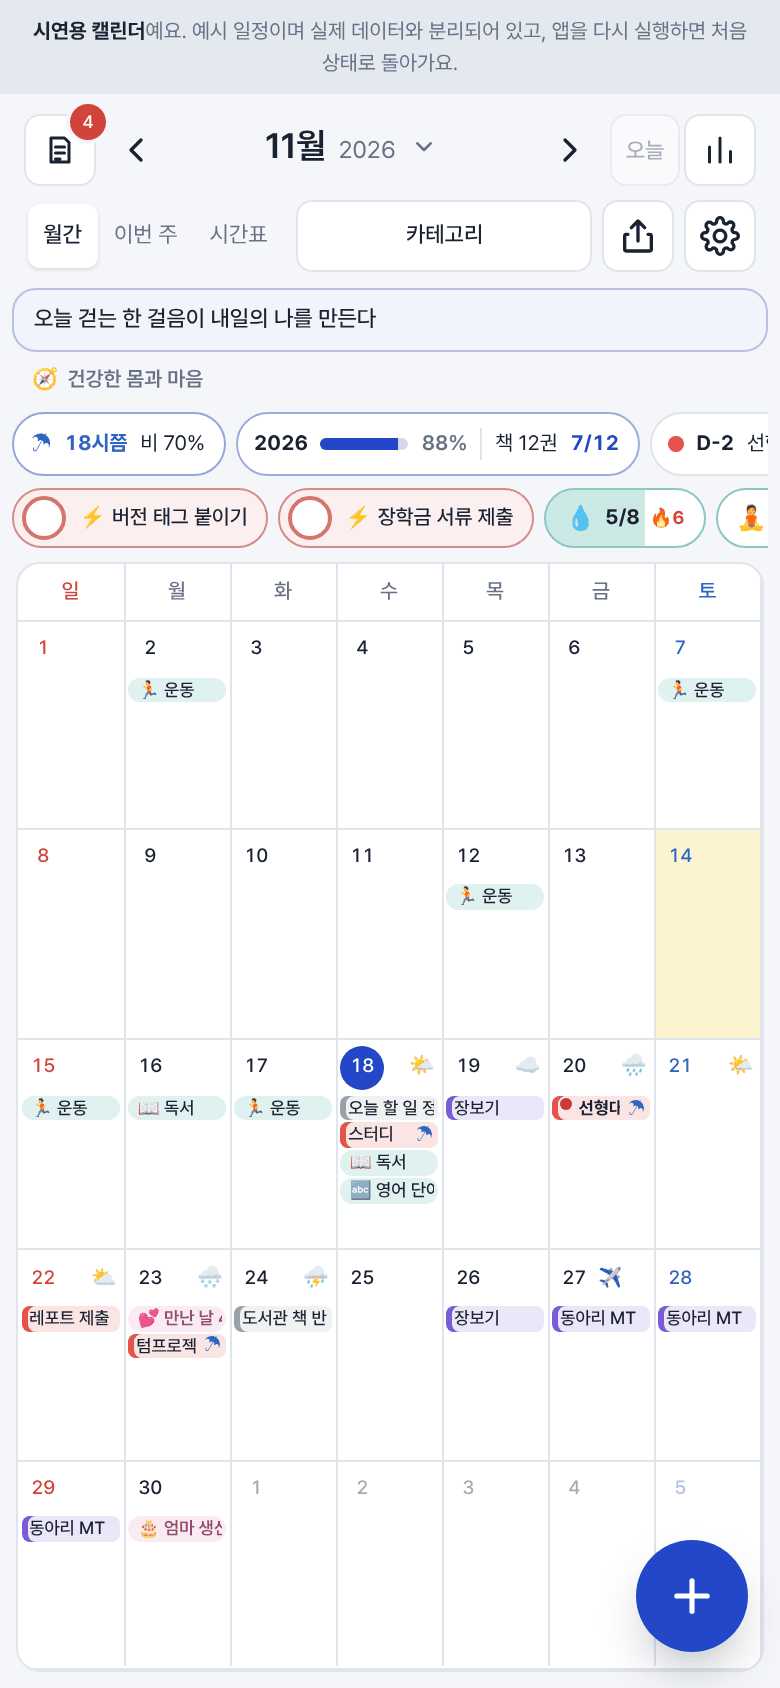 시연용 캘린더예요. 예시 일정이며 실제 데이터와 분리되어 있고, 앱을 다시 실행하면 처음
상태로 돌아가요.
4
11월 2026
오늘
월간 이번 주 시간표 카테고리
오늘 걷는 한 걸음이 내일의 나를 만든다
건강한 몸과 마음
18시쯤 비 70% 2026 88% 책 12권 7/12 D-2
버전 태그 붙이기 장학금 서류 제출 5/8 6
일 월 화 수 목 금 토
1 2 3 4 5 6 7
운동 운동
8 9 10 11 12 13 14
운동
15 16 17 18 19 20 21
운동 독서 운동 오늘 할 일 장보기 선형대
스터디
독서
abc 영어
22 23 24 25 26 27 28
레포트 제출 만난 날 도서관 책 반 장보기 동아리 MT 동아리 MT
텀프로젝
29 30 1 2 3 4 5
동아리 MT 엄마 생신